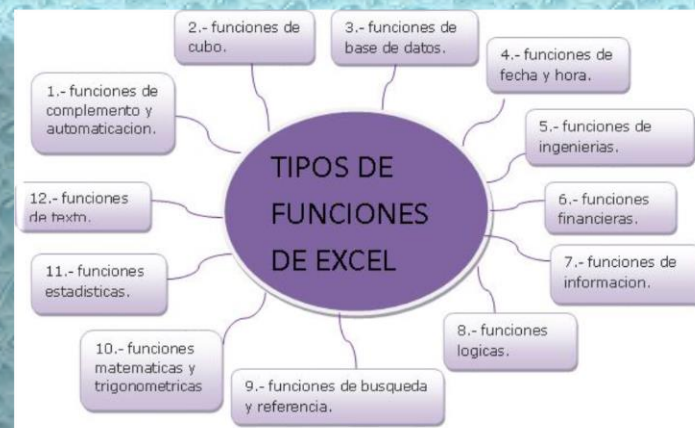 TIPOS DE
FUNCIONES
DE EXCEL
1.- funciones de
complemento y
automaticacion.
2.- funciones de
cubo.
3.- funciones de
base de datos.
4.- funciones de
fecha y hora.
5.- funciones de
ingenierias.
6.- funciones
financieras.
7.- funciones de
informacion.
8.- funciones
logicas.
9.- funciones de busqueda
y referencia.
10.- funciones
matematicas y
trigonometricas
11.- funciones
estadisticas.
12.- funciones
de texto.